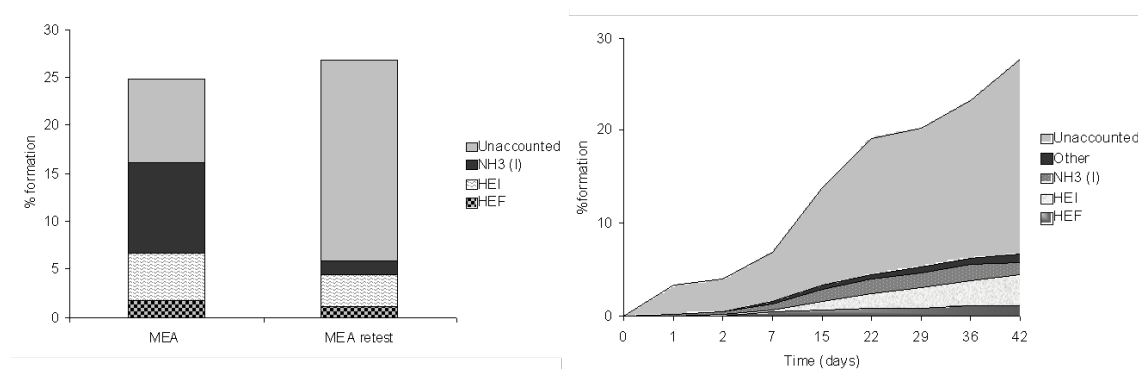 30
25
20
15
10
5
0
% formation
MEA
MEA retest
Unaccounted
NH3 (l)
HEI
HEF
30
20
10
0
%formation
0 1 2 7 15 22 29 36 42
Time (days)
Unaccounted
Other
NH3 (l)
HEI
HEF